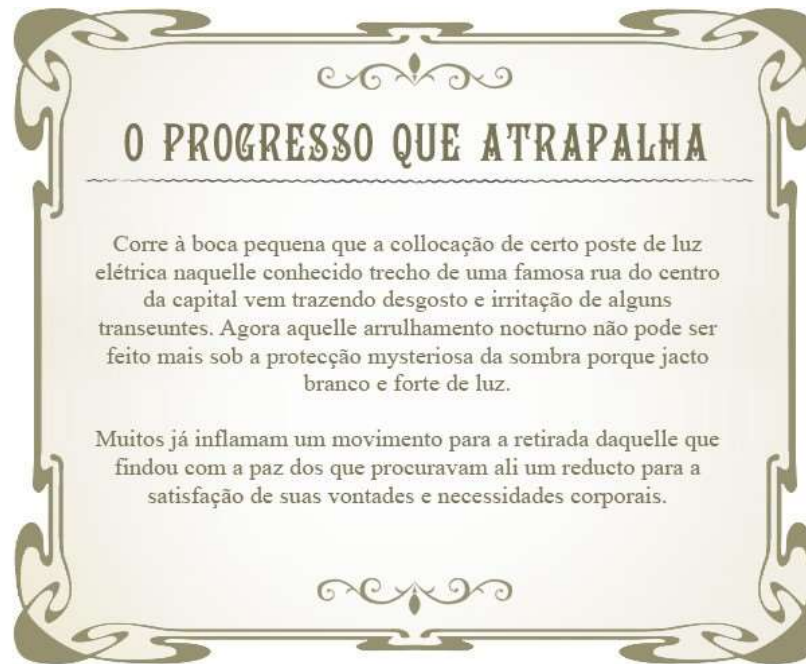 O PROGRESSO QUE ATRAPALHA
Corre à boca pequena que a collocação de certo poste de luz
elétrica naquelle conhecido trecho de uma famosa rua do centro
da capital vem trazendo desgosto e irritação de alguns
transeuntes. Agora aquelle arrulhamento nocturno não pode ser
feito mais sob a protecção mysteriosa da sombra porque jacto
branco e forte de luz.
Muitos já inflamam um movimento para a retirada daquelle que
findou com a paz dos que procuravam ali um reducto para a
satisfação de suas vontades e necessidades corporais.